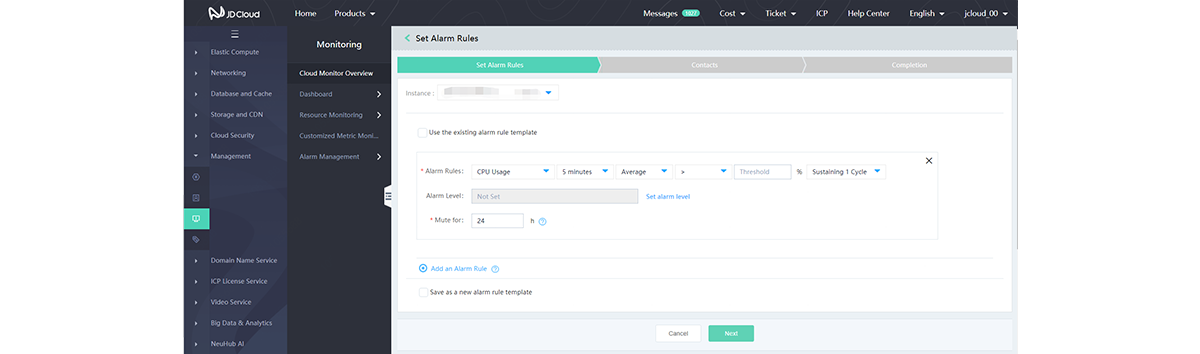 JD Cloud Home Products Messages 1027 Cost Ticket ICP Help Center English jcloud_00
Elastic Compute
Networking
Database and Cache
Storage and CDN
Cloud Security
Management
Domain Name Service
ICP License Service
Video Service
Big Data & Analytics
NeuHub AI
Monitoring
Cloud Monitor Overview
Dashboard
Resource Monitoring
Customized Metric Moni...
Alarm Management
Set Alarm Rules
Set Alarm Rules Contacts Completion
Instance :
Use the existing alarm rule template
* Alarm Rules: CPU Usage 5 minutes Average > Threshold % Sustaining 1 Cycle
Alarm Level: Not Set Set alarm level
* Mute for: 24 h
Add an Alarm Rule
Save as a new alarm rule template
Cancel Next